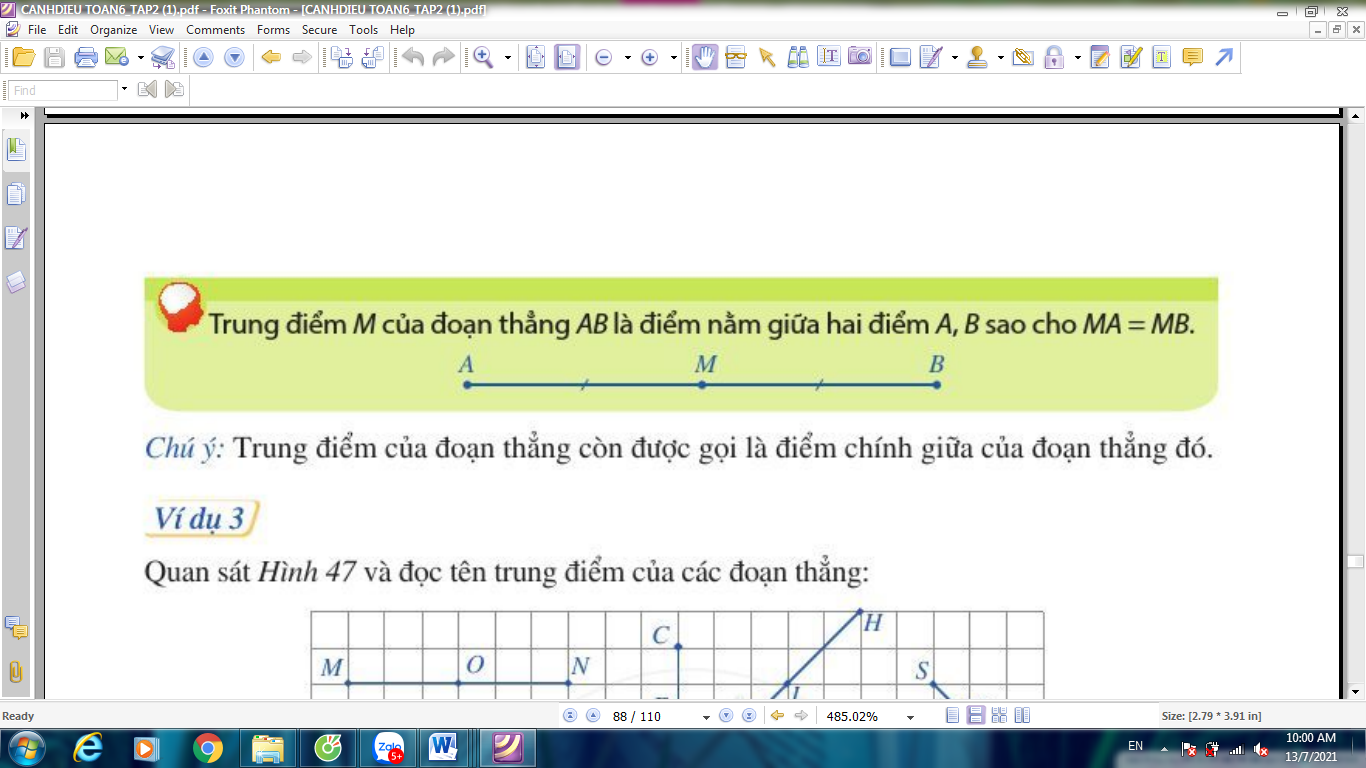 CANHDIEU TOAN6_TAP2 (1).pdf - Foxit Phantom - [CANHDIEU TOAN6_TAP2 (1).pdf]
File Edit Organize View Comments Forms Secure Tools Help
Find
Trung điểm M của đoạn thẳng AB là điểm nằm giữa hai điểm A, B sao cho MA = MB.
A M B
Chú ý: Trung điểm của đoạn thẳng còn được gọi là điểm chính giữa của đoạn thẳng đó.
Ví dụ 3
Quan sát Hình 47 và đọc tên trung điểm của các đoạn thẳng:
H
C
M O N S
I
Ready 88 / 110 485.02% Size: [2.79 * 3.91 in]
Zalo 5+ EN 10:00 AM
13/7/2021